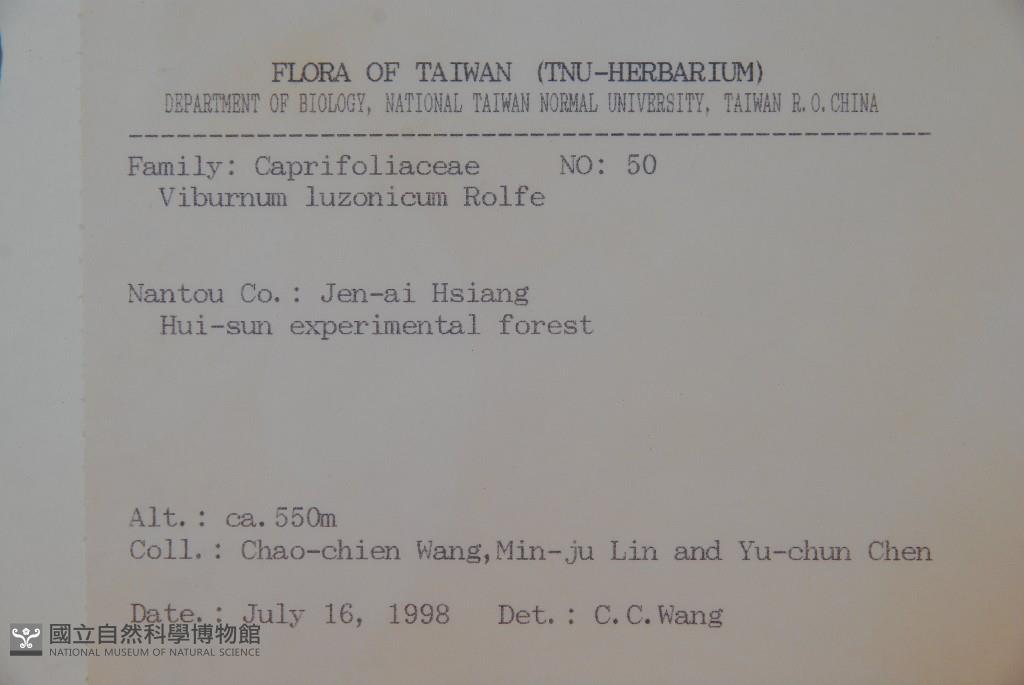 FLORA OF TAIWAN (TNU-HERBARIUM)
DEPARTMENT OF BIOLOGY, NATIONAL TAIWAN NORMAL UNIVERSITY, TAIWAN R.O.CHINA
Family: Caprifoliaceae NO: 50
Viburnum luzonicum Rolfe
Nantou Co.: Jen-ai Hsiang
Hui-sun experimental forest
Alt.: ca.550m
Coll.: Chao-chien Wang,Min-ju Lin and Yu-chun Chen
Date.: July 16, 1998 Det.: C.C.Wang
國立自然科學博物館
NATIONAL MUSEUM OF NATURAL SCIENCE